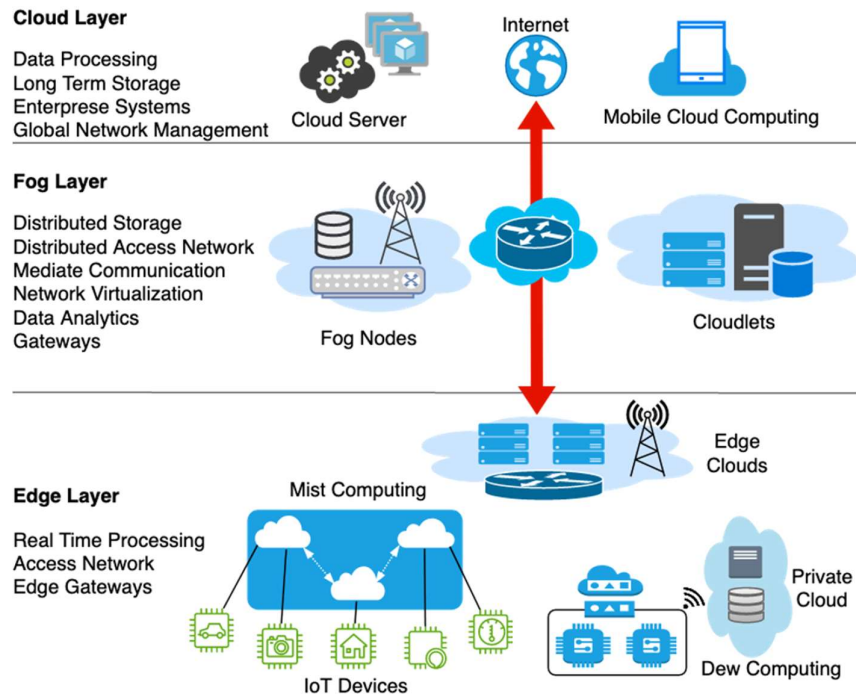 Cloud Layer
Data Processing
Long Term Storage
Enterprese Systems
Global Network Management
Cloud Server
Internet
Mobile Cloud Computing
Fog Layer
Distributed Storage
Distributed Access Network
Mediate Communication
Network Virtualization
Data Analytics
Gateways
Fog Nodes
Cloudlets
Edge
Clouds
Edge Layer
Real Time Processing
Access Network
Edge Gateways
Mist Computing
IoT Devices
Private
Cloud
Dew Computing